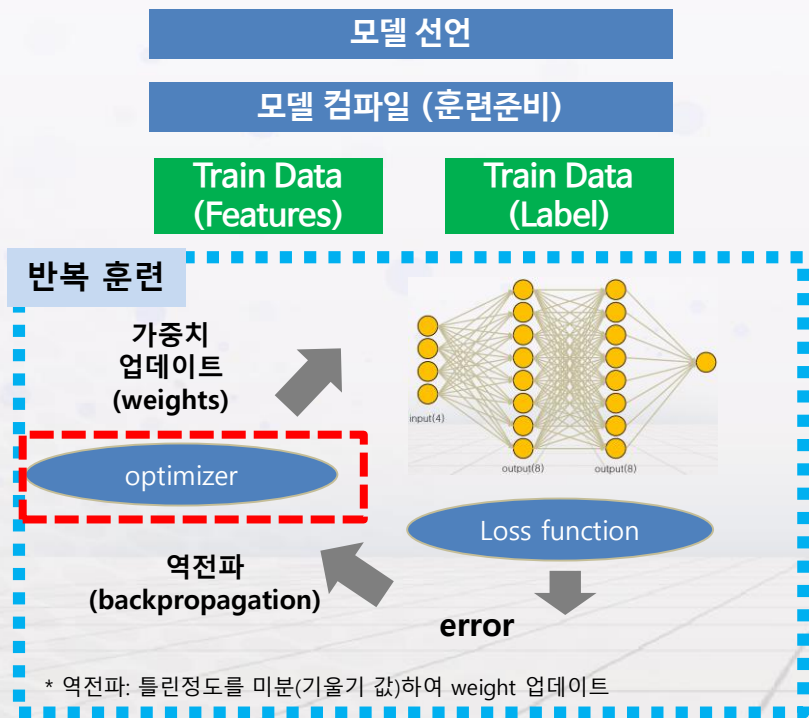 모델 선언
모델 컴파일 (훈련준비)
Train Data
(Features)
Train Data
(Label)
반복 훈련
가중치
업데이트
(weights)
input(4)
output(8)
output(8)
optimizer
Loss function
역전파
(backpropagation)
error
* 역전파: 틀린정도를 미분(기울기 값)하여 weight 업데이트